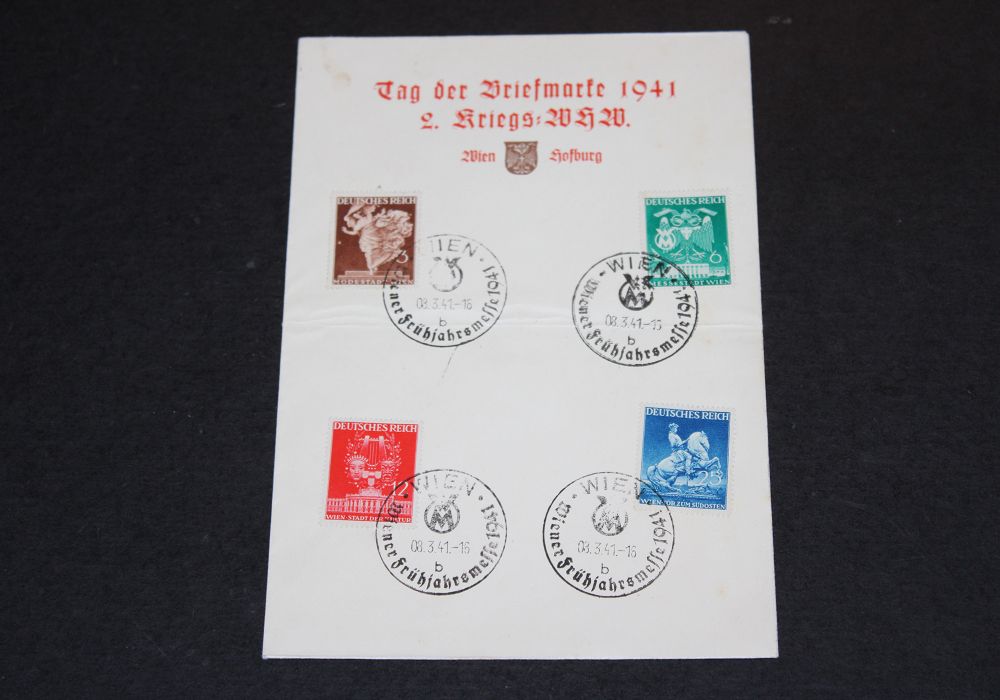 Tag der Briefmarke 1941
2. Kriegs=WHW.
Wien Hofburg
DEUTSCHES REICH
3
MODESTADT
WIEN
08.3.41.-16
b
Wiener Frühjahrsmesse 1941
DEUTSCHES REICH
6
MESSESTADT WIEN
WIEN
M
08.3.41.-16
b
Wiener Frühjahrsmesse 1941
DEUTSCHES REICH
12
WIEN-STADT DER KULTUR
WIEN
M
08.3.41.-16
b
Wiener Frühjahrsmesse 1941
DEUTSCHES REICH
25
WIEN-TOR ZUM SÜDOSTEN
WIEN
M
08.3.41.-16
b
Wiener Frühjahrsmesse 1941